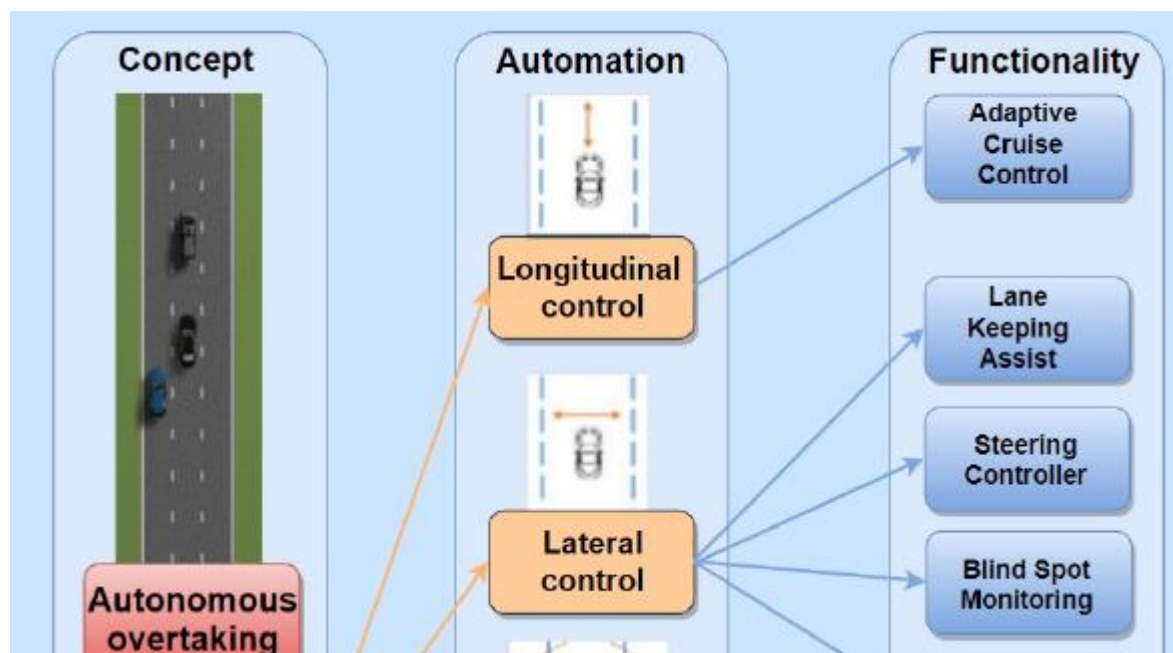 Concept
Autonomous
overtaking
Automation
Longitudinal
control
Lateral
control
Functionality
Adaptive
Cruise
Control
Lane
Keeping
Assist
Steering
Controller
Blind Spot
Monitoring